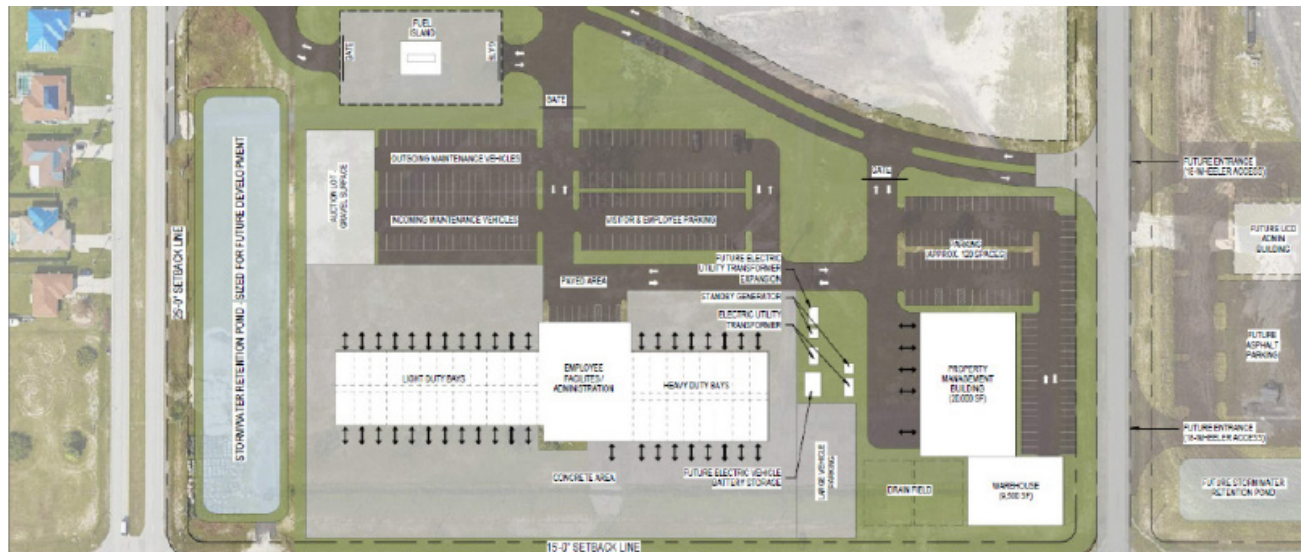 FUEL
ISLAND
GATE
GATE
GATE
GATE
OUTGOING MAINTENANCE VEHICLES
AUCTION LOT -
GRAVEL SURFACE
INCOMING MAINTENANCE VEHICLES
VISITOR & EMPLOYEE PARKING
PARKING
(APPROX. 120 SPACES)
FUTURE ENTRANCE
(18-WHEELER ACCESS)
FUTURE UCD
ADMIN
BUILDING
STORMWATER RETENTION POND - SIZED FOR FUTURE DEVELOPMENT
25'-0" SETBACK LINE
PAVED AREA
FUTURE ELECTRIC
UTILITY TRANSFORMER
EXPANSION
STANDBY GENERATOR
ELECTRIC UTILITY
TRANSFORMER
FUTURE
ASPHALT
PARKING
LIGHT DUTY BAYS
EMPLOYEE
FACILITES/
ADMINISTRATION
HEAVY DUTY BAYS
PROPERTY
MANAGEMENT
BUILDING
(20,000 SF)
FUTURE ENTRANCE
(18-WHEELER ACCESS)
CONCRETE AREA
FUTURE ELECTRIC VEHICLE
BATTERY STORAGE
LARGE VEHICLE
PARKING
DRAIN FIELD
WAREHOUSE
(9,500 SF)
FUTURE STORMWATER
RETENTION POND
15'-0" SETBACK LINE